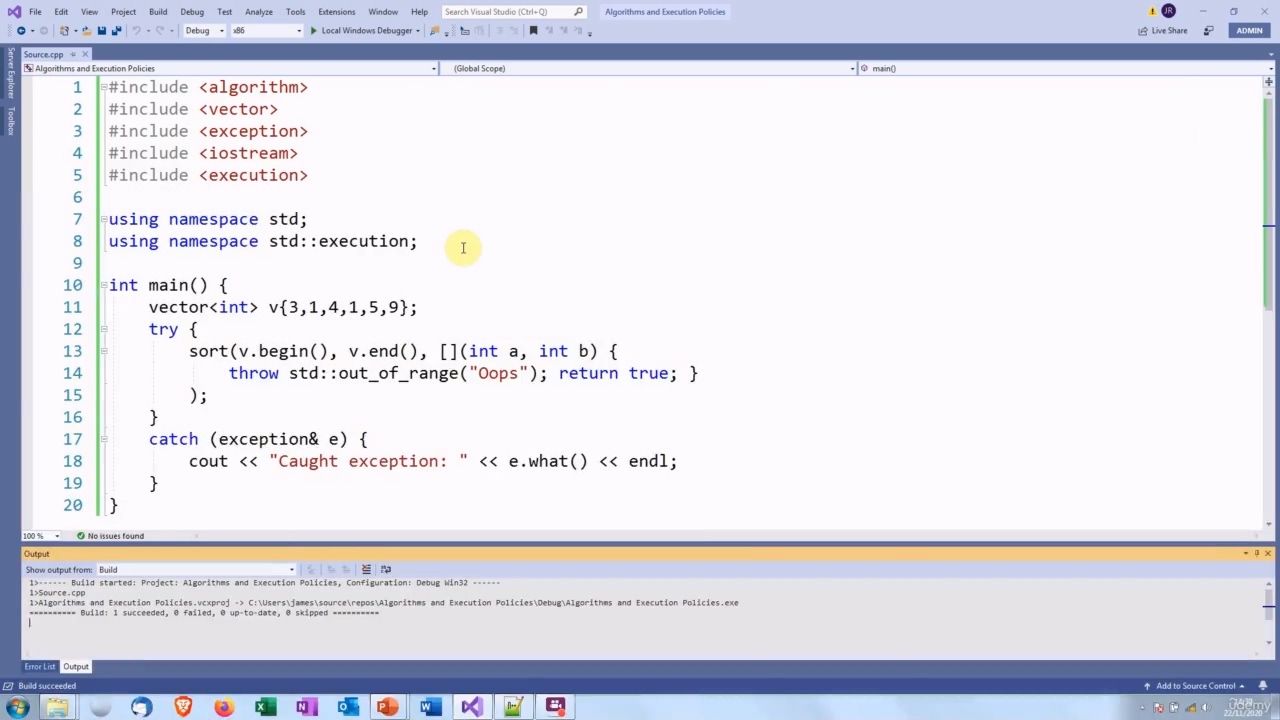 File Edit View Project Build Debug Test Analyze Tools Extensions Window Help Search Visual Studio (Ctrl+Q) Algorithms and Execution Policies JR
Debug x86 Local Windows Debugger Live Share ADMIN
Server Explorer
Toolbox
Source.cpp
Algorithms and Execution Policies (Global Scope) main()
1 #include <algorithm>
2 #include <vector>
3 #include <exception>
4 #include <iostream>
5 #include <execution>
6
7 using namespace std;
8 using namespace std::execution;
9
10 int main() {
11 vector<int> v{3,1,4,1,5,9};
12 try {
13 sort(v.begin(), v.end(), [](int a, int b) {
14 throw std::out_of_range("Oops"); return true; }
15 );
16 }
17 catch (exception& e) {
18 cout << "Caught exception: " << e.what() << endl;
19 }
20 }
100 % No issues found
Output
Show output from: Build
1>------ Build started: Project: Algorithms and Execution Policies, Configuration: Debug Win32 ------
1>Source.cpp
1>Algorithms and Execution Policies.vcxproj -> C:\Users\james\source\repos\Algorithms and Execution Policies\Debug\Algorithms and Execution Policies.exe
========== Build: 1 succeeded, 0 failed, 0 up-to-date, 0 skipped ==========
Error List Output
Build succeeded Add to Source Control
udemy
22/11/2020